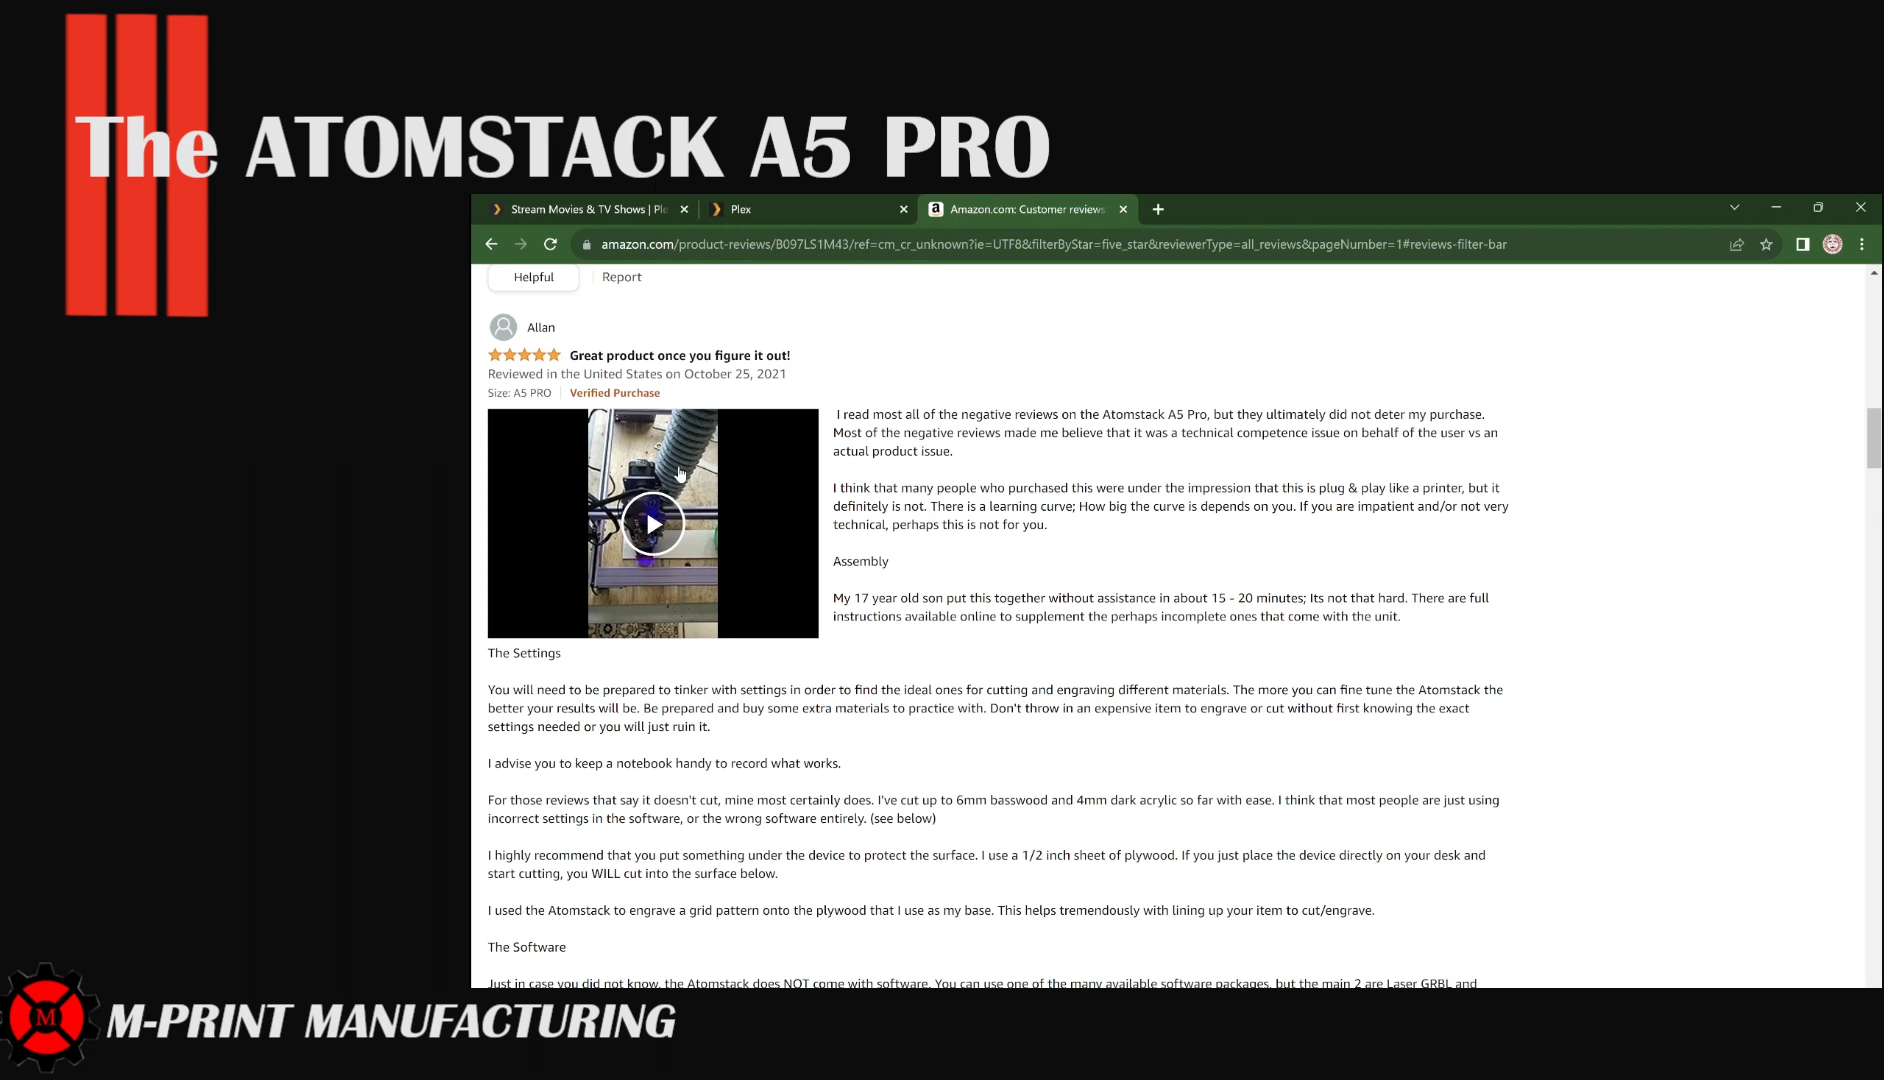 The ATOMSTACK A5 PRO
Stream Movies & TV Shows | Ple
Plex
Amazon.com: Customer reviews:
amazon.com/product-reviews/B097LS1M43/ref=cm_cr_unknown?ie=UTF8&filterByStar=five_star&reviewerType=all_reviews&pageNumber=1#reviews-filter-bar
Helpful
Report
Allan
Great product once you figure it out!
Reviewed in the United States on October 25, 2021
Size: A5 PRO
Verified Purchase
I read most all of the negative reviews on the Atomstack A5 Pro, but they ultimately did not deter my purchase.
Most of the negative reviews made me believe that it was a technical competence issue on behalf of the user vs an
actual product issue.
I think that many people who purchased this were under the impression that this is plug & play like a printer, but it
definitely is not. There is a learning curve; How big the curve is depends on you. If you are impatient and/or not very
technical, perhaps this is not for you.
Assembly
My 17 year old son put this together without assistance in about 15 - 20 minutes; Its not that hard. There are full
instructions available online to supplement the perhaps incomplete ones that come with the unit.
The Settings
You will need to be prepared to tinker with settings in order to find the ideal ones for cutting and engraving different materials. The more you can fine tune the Atomstack the
better your results will be. Be prepared and buy some extra materials to practice with. Don't throw in an expensive item to engrave or cut without first knowing the exact
settings needed or you will just ruin it.
I advise you to keep a notebook handy to record what works.
For those reviews that say it doesn't cut, mine most certainly does. I've cut up to 6mm basswood and 4mm dark acrylic so far with ease. I think that most people are just using
incorrect settings in the software, or the wrong software entirely. (see below)
I highly recommend that you put something under the device to protect the surface. I use a 1/2 inch sheet of plywood. If you just place the device directly on your desk and
start cutting, you WILL cut into the surface below.
I used the Atomstack to engrave a grid pattern onto the plywood that I use as my base. This helps tremendously with lining up your item to cut/engrave.
The Software
Just in case you did not know, the Atomstack does NOT come with software. You can use one of the many available software packages, but the main 2 are Laser GRBL and
M
M-PRINT MANUFACTURING